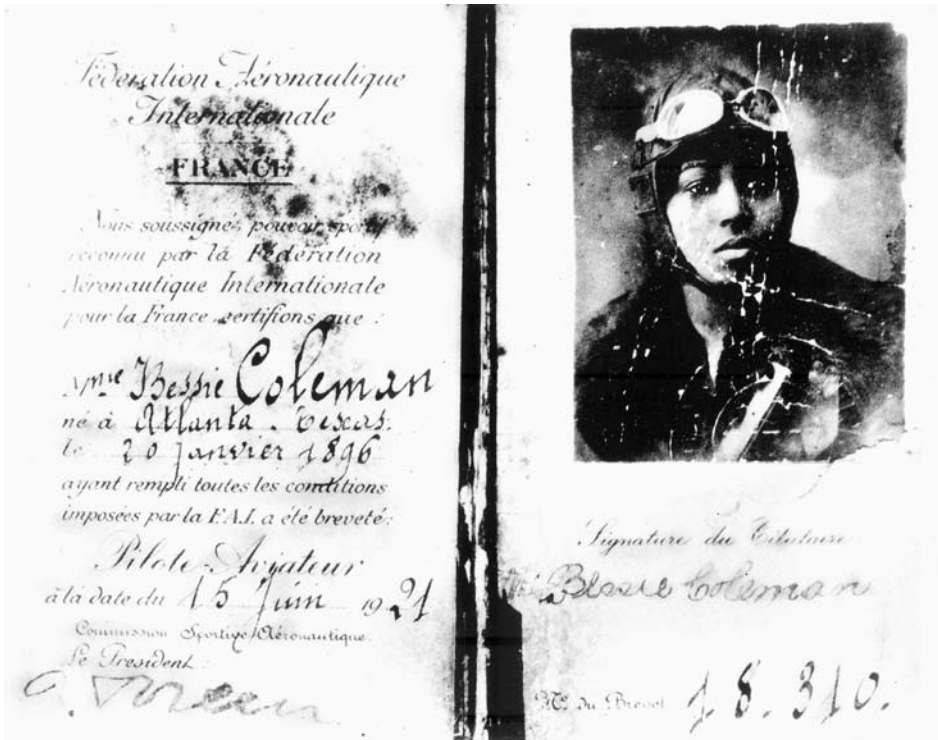 Fédération Aéronautique
Internationale
FRANCE
Nous soussignés, pouvoir sportif
reconnu par la Fédération
Aéronautique Internationale
pour la France certifions que :
Mme Bessie Coleman
né à Atlanta. Texas.
le 20 Janvier 1896
ayant rempli toutes les conditions
imposées par la F.A.I. a été breveté:
Pilote-Aviateur
à la date du 15 Juin 1921
Commission Sportive Aéronautique.
Le Président:
Signature du Titulaire
Bessie Coleman
No. du Brevet 18.310.